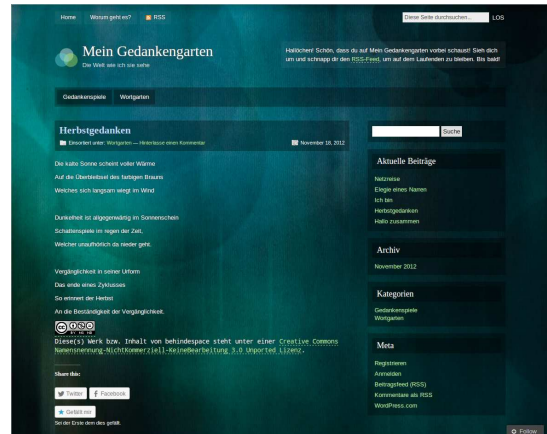 Home Worum geht es? RSS
Diese Seite durchsuchen... LOS
Mein Gedankengarten
Die Welt wie ich sie sehe
Hallöchen! Schön, dass du auf Mein Gedankengarten vorbei schaust! Sieh dich
um und schnapp dir den RSS-Feed, um auf dem Laufenden zu bleiben. Bis bald!
Gedankenspiele Wortgarten
Herbstgedanken
Einsortiert unter: Wortgarten — Hinterlasse einen Kommentar
November 18, 2012
Die kalte Sonne scheint voller Wärme
Auf die Überbleibsel des farbigen Brauns
Welches sich langsam wiegt im Wind
Dunkelheit ist allgegenwärtig im Sonnenschein
Schattenspiele im regen der Zeit,
Welcher unaufhörlich da nieder geht.
Vergänglichkeit in seiner Urform
Das ende eines Zyklusses
So erinnert der Herbst
An die Beständigkeit der Vergänglichkeit.
BY NC ND
Diese(s) Werk bzw. Inhalt von behindespace steht unter einer Creative Commons
Namensnennung-NichtKommerziell-KeineBearbeitung 3.0 Unported Lizenz.
Share this:
Twitter Facebook
Gefällt mir
Sei der Erste dem dies gefällt.
Suche
Aktuelle Beiträge
Netzreise
Elegie eines Narren
Ich bin
Herbstgedanken
Hallo zusammen
Archiv
November 2012
Kategorien
Gedankenspiele
Wortgarten
Meta
Registrieren
Anmelden
Beitragsfeed (RSS)
Kommentare als RSS
WordPress.com
Follow